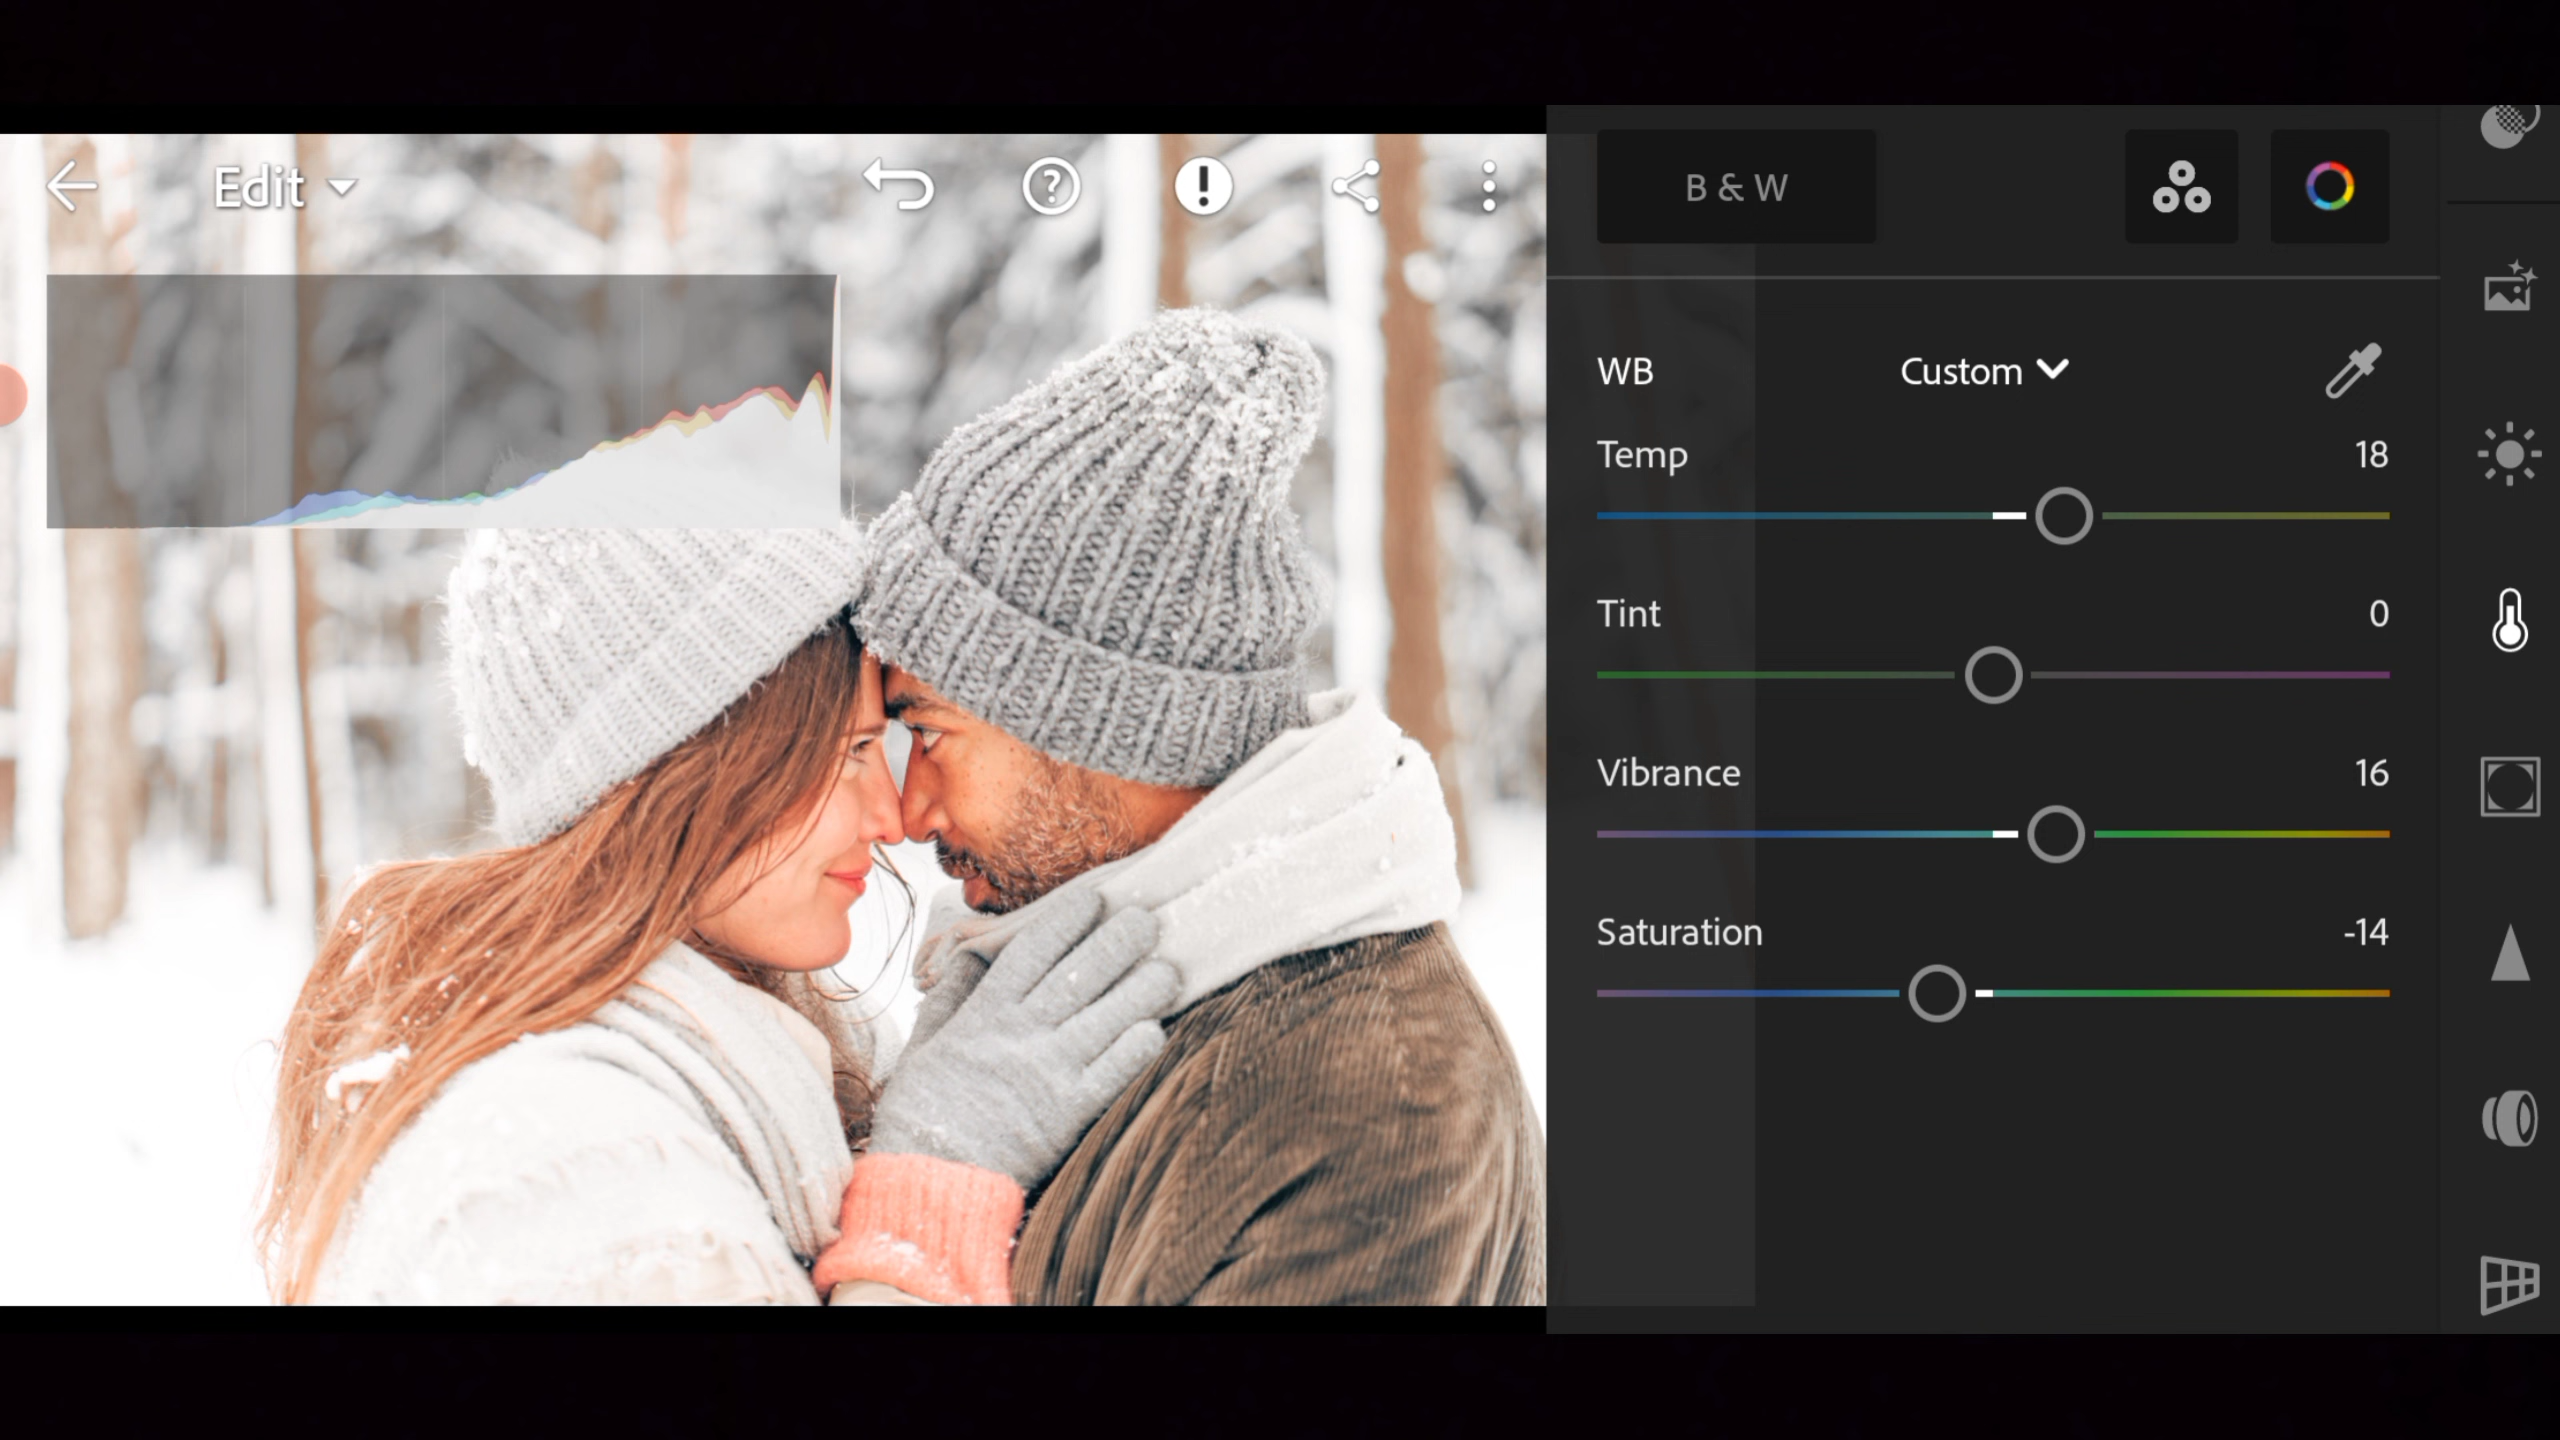 Edit
B & W
WB Custom
Temp 18
Tint 0
Vibrance 16
Saturation -14